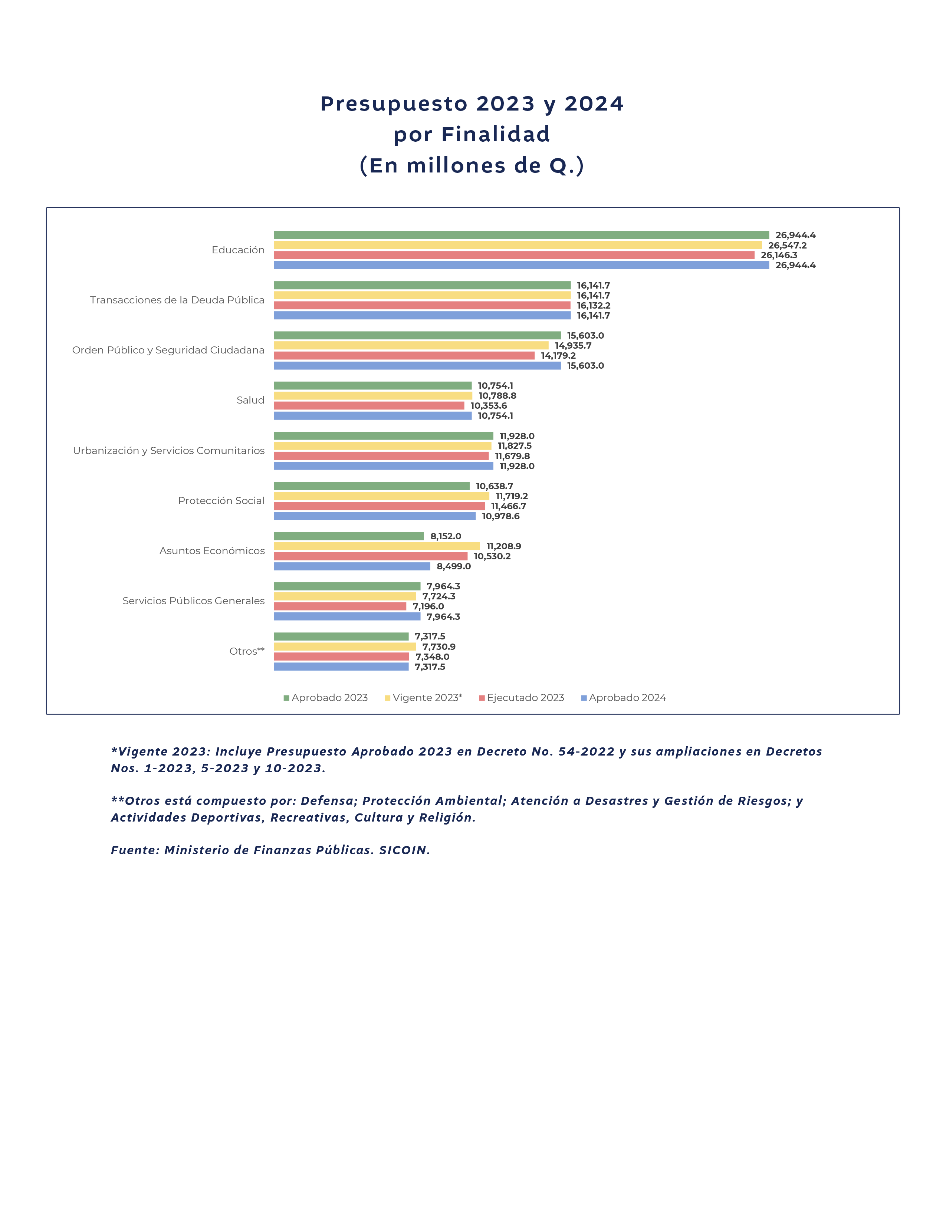 Presupuesto 2023 y 2024
por Finalidad
(En millones de Q.)
Educación
26,944.4
26,547.2
26,146.3
26,944.4
Transacciones de la Deuda Pública
16,141.7
16,141.7
16,132.2
16,141.7
Orden Público y Seguridad Ciudadana
15,603.0
14,935.7
14,179.2
15,603.0
Salud
10,754.1
10,788.8
10,353.6
10,754.1
Urbanización y Servicios Comunitarios
11,928.0
11,827.5
11,679.8
11,928.0
Protección Social
10,638.7
11,719.2
11,466.7
10,978.6
Asuntos Económicos
8,152.0
11,208.9
10,530.2
8,499.0
Servicios Públicos Generales
7,964.3
7,724.3
7,196.0
7,964.3
Otros**
7,317.5
7,730.9
7,348.0
7,317.5
Aprobado 2023 Vigente 2023* Ejecutado 2023 Aprobado 2024
*Vigente 2023: Incluye Presupuesto Aprobado 2023 en Decreto No. 54-2022 y sus ampliaciones en Decretos
Nos. 1-2023, 5-2023 y 10-2023.
**Otros está compuesto por: Defensa; Protección Ambiental; Atención a Desastres y Gestión de Riesgos; y
Actividades Deportivas, Recreativas, Cultura y Religión.
Fuente: Ministerio de Finanzas Públicas. SICOIN.